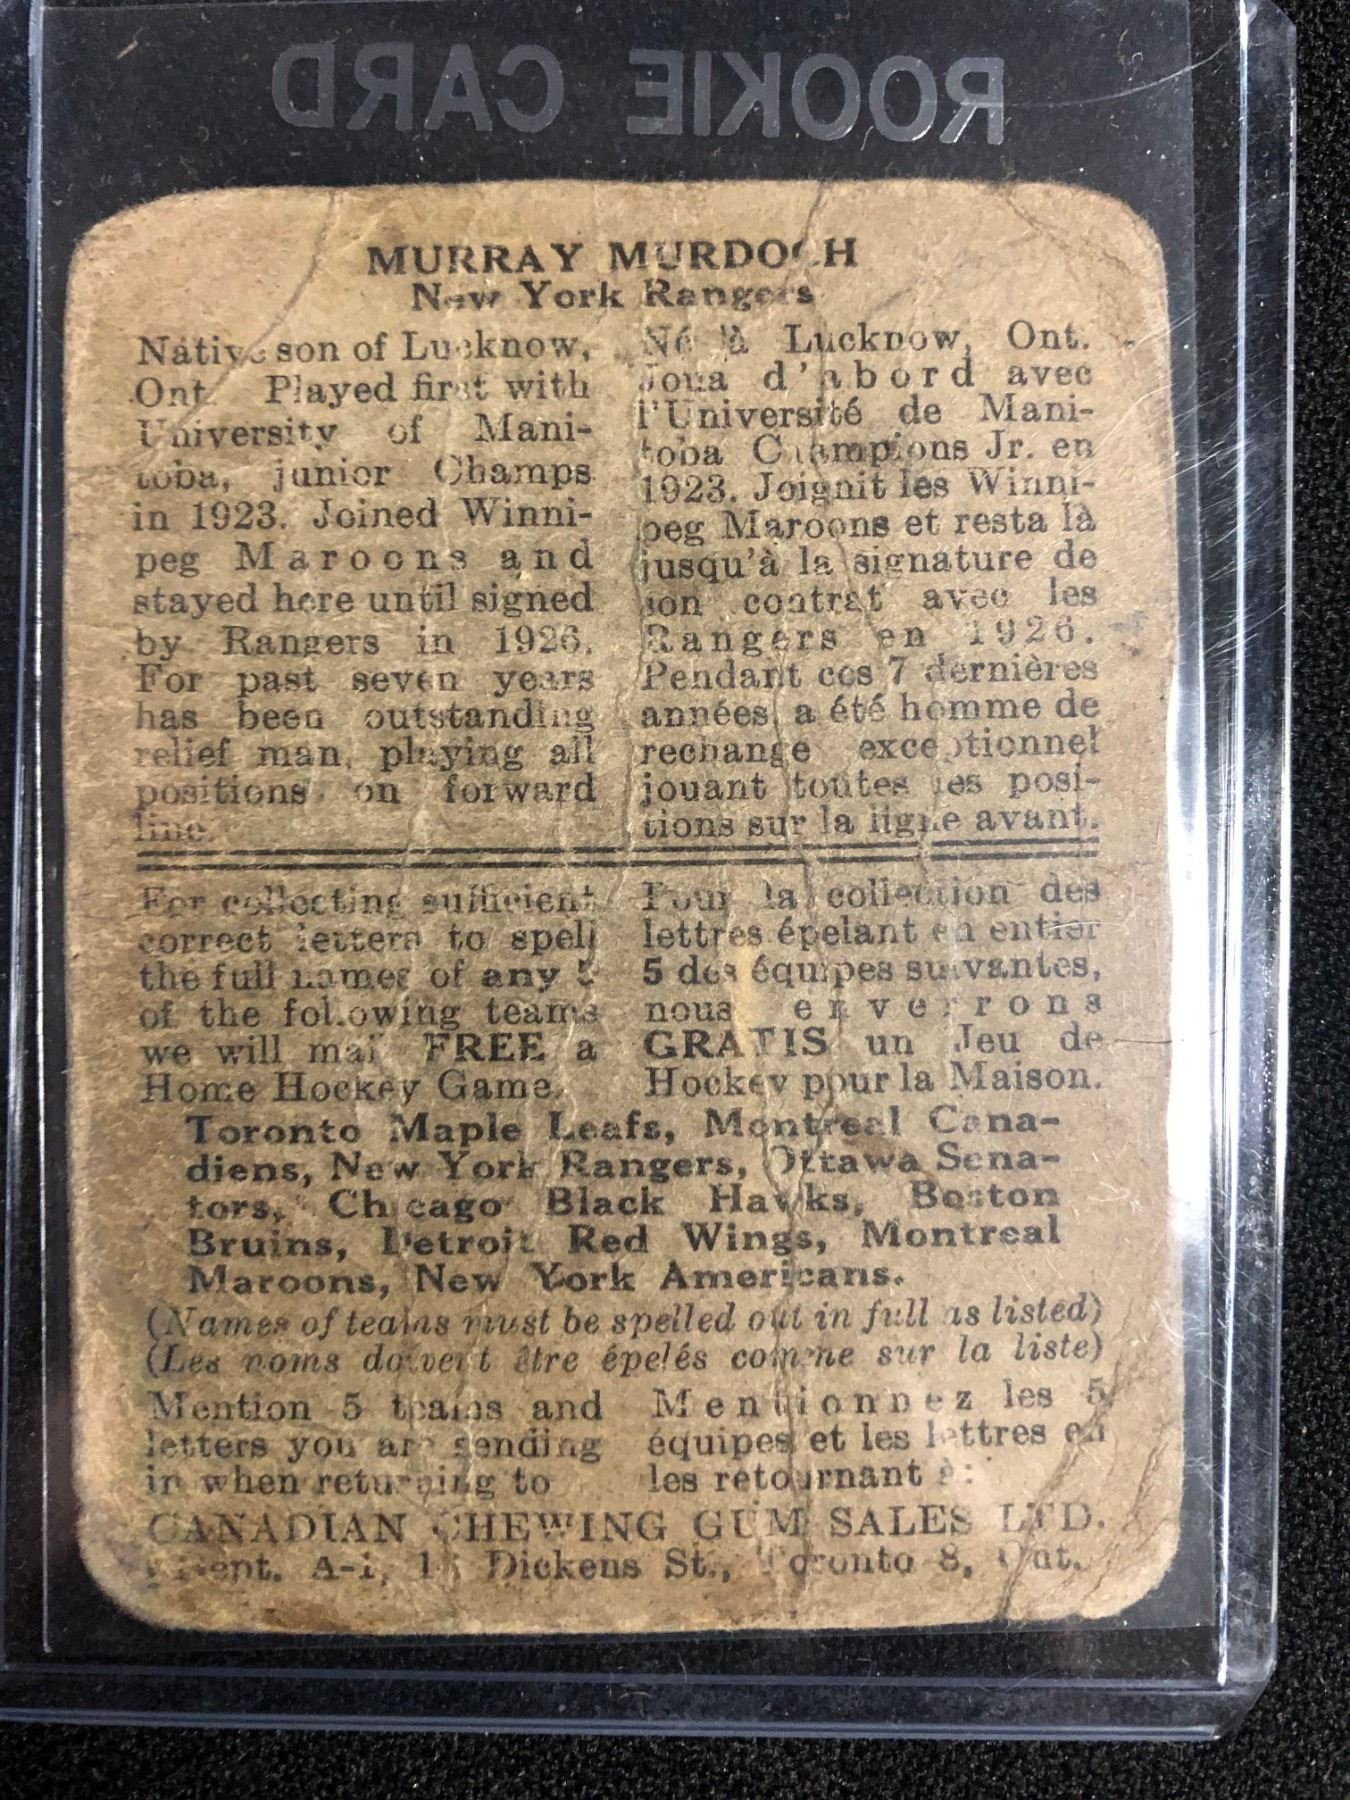 ROOKIE CARD
MURRAY MURDOCH
New York Rangers
Native son of Lucknow,
Ont. Played first with
University of Mani-
toba, junior Champs
in 1923. Joined Winni-
peg Maroons and
stayed here until signed
by Rangers in 1926.
For past seven years
has been outstanding
relief man, playing all
positions on forward
line.
Né à Lucknow, Ont.
Joua d'abord avec
l'Université de Mani-
toba Champions Jr. en
1923. Joignit les Winni-
peg Maroons et resta là
jusqu'à la signature de
son contrat avec les
Rangers en 1926.
Pendant ces 7 dernières
années, a été homme de
rechange exceptionnel
jouant toutes les posi-
tions sur la ligne avant.
For collecting sufficient
correct letters to spell
the full names of any 5
of the following teams
we will mail FREE a
Home Hockey Game.
Pour la collection des
lettres épelant en entier
5 des équipes suivantes,
nous enverrons
GRATIS un Jeu de
Hockey pour la Maison.
Toronto Maple Leafs, Montreal Cana-
diens, New York Rangers, Ottawa Sena-
tors, Chicago Black Hawks, Boston
Bruins, Detroit Red Wings, Montreal
Maroons, New York Americans.
(Names of teams must be spelled out in full as listed)
(Les noms doivent être épelés comme sur la liste)
Mention 5 teams and
letters you are sending
in when returning to
Mentionnez les 5
équipes et les lettres en
les retournant à:
CANADIAN CHEWING GUM SALES LTD.
A-1, Dickens St., Toronto 8, Ont.